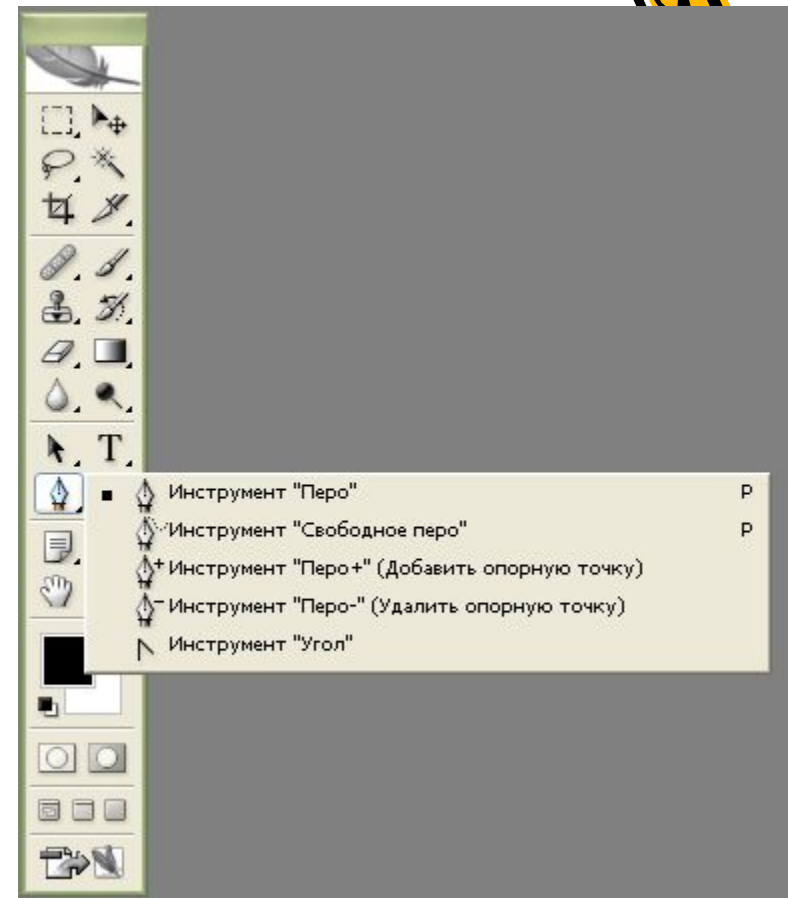 T
Инструмент "Перо" P
Инструмент "Свободное перо" P
Инструмент "Перо+" (Добавить опорную точку)
Инструмент "Перо-" (Удалить опорную точку)
Инструмент "Угол"